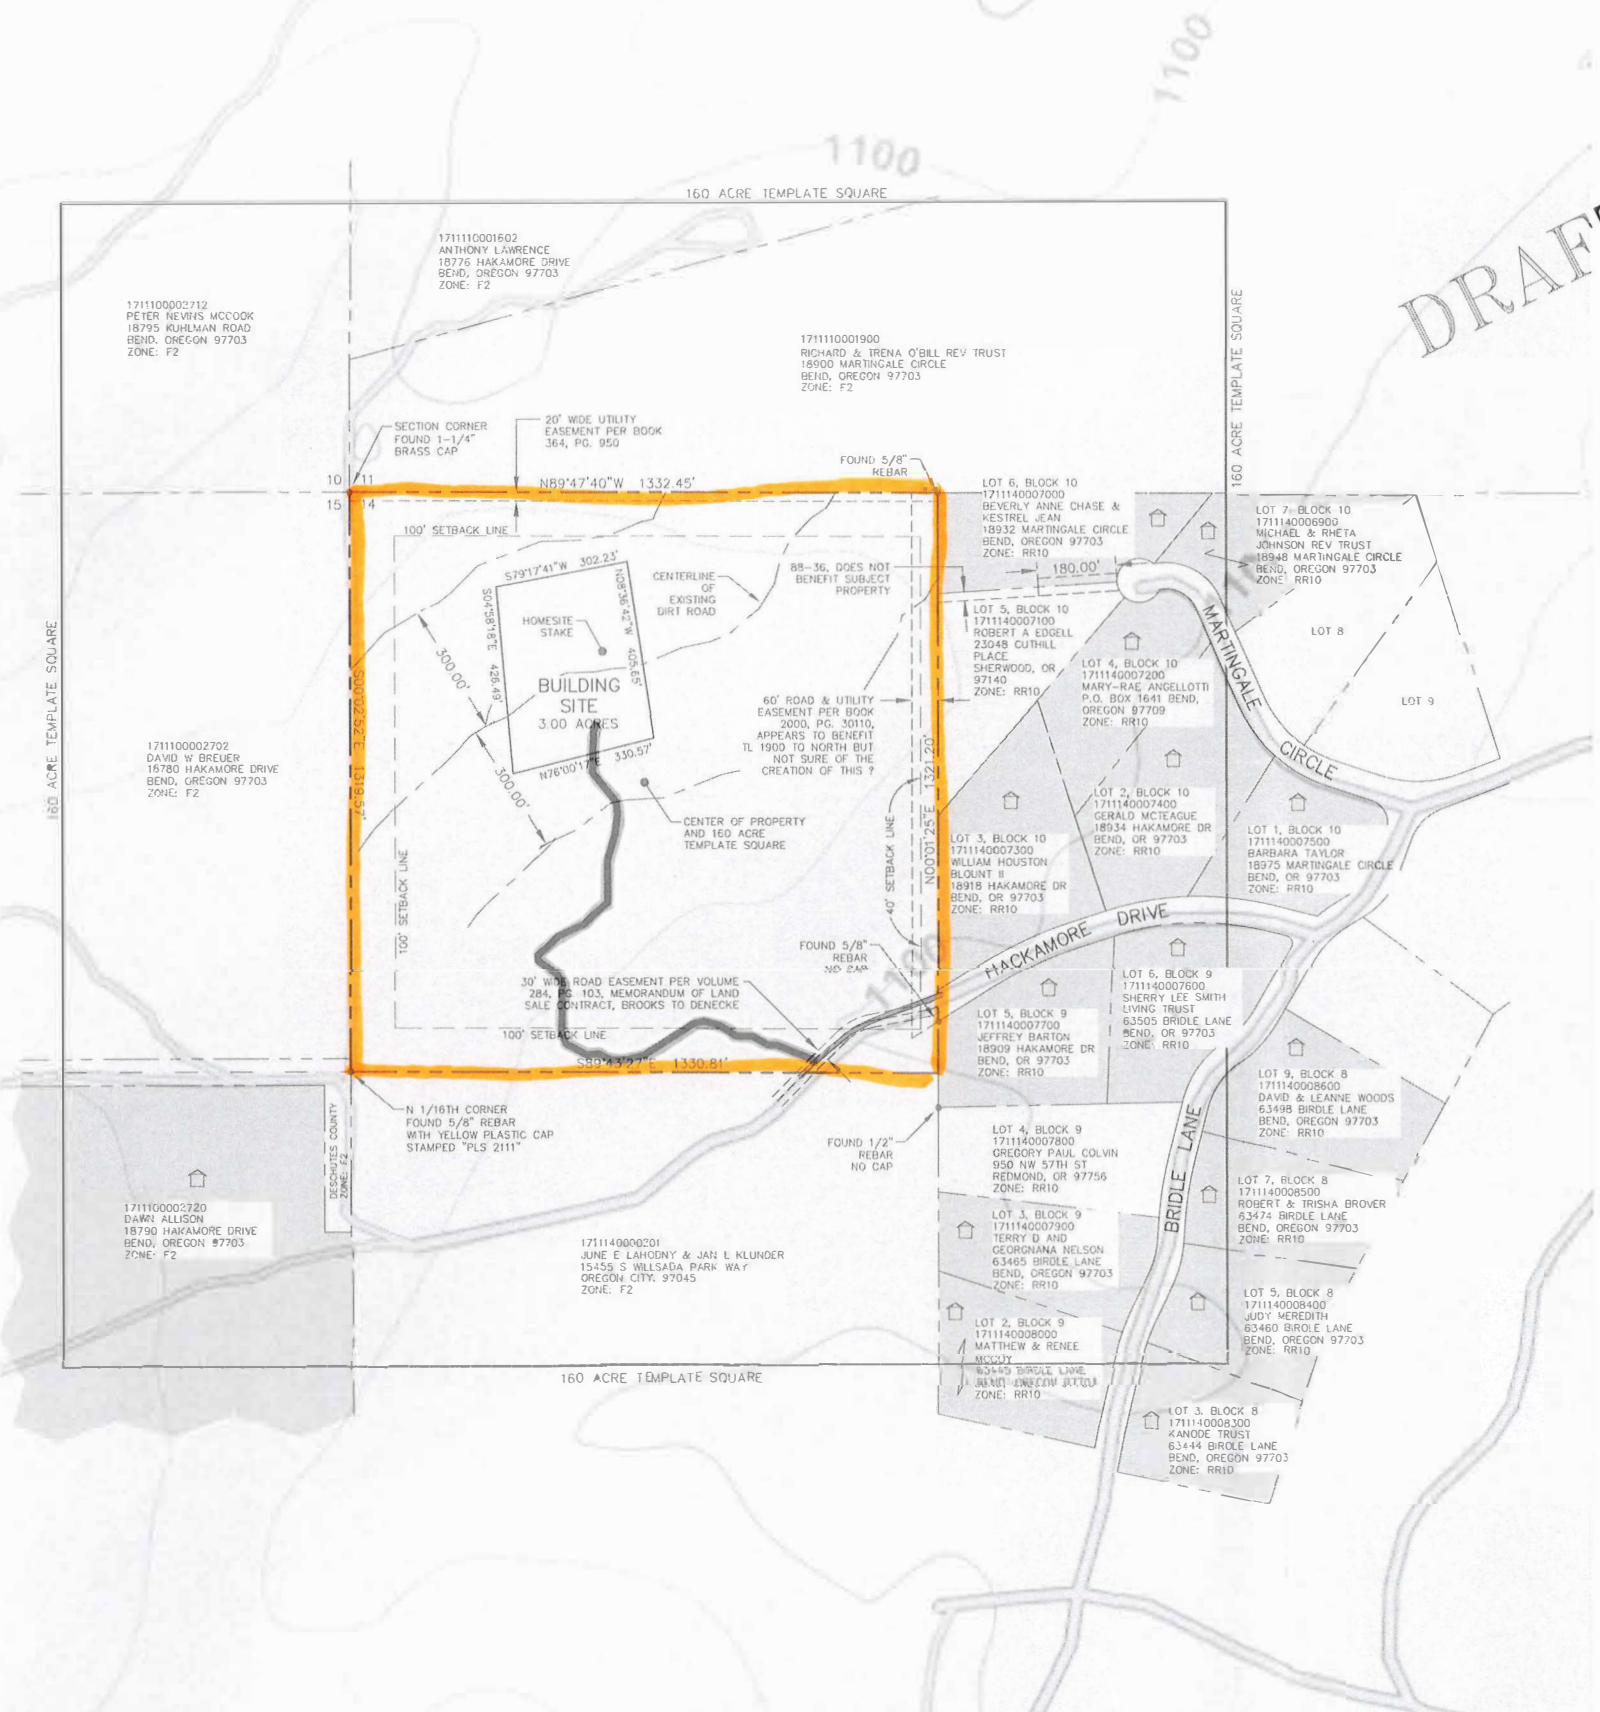 1100
1100
160 ACRE TEMPLATE SQUARE
DRAF
1711110001602
ANTHONY LAWRENCE
18776 HAKAMORE DRIVE
BEND, OREGON 97703
ZONE: F2
1711100002712
PETER NEVINS MCCOOK
18795 KUHLMAN ROAD
BEND, OREGON 97703
ZONE: F2
1711110001900
RICHARD & TRENA O'BILL REV TRUST
18900 MARTINGALE CIRCLE
BEND, OREGON 97703
ZONE: F2
160 ACRE TEMPLATE SQUARE
SECTION CORNER
FOUND 1-1/4"
BRASS CAP
20' WIDE UTILITY
EASEMENT PER BOOK
364, PG. 950
FOUND 5/8"
REBAR
10 11
15 14
N89°47'40"W 1332.45'
100' SETBACK LINE
LOT 6, BLOCK 10
1711140007000
BEVERLY ANNE CHASE &
KESTREL JEAN
18932 MARTINGALE CIRCLE
BEND, OREGON 97703
ZONE: RR10
LOT 7, BLOCK 10
1711140006900
MICHAEL & RHETA
JOHNSON REV TRUST
18948 MARTINGALE CIRCLE
BEND, OREGON 97703
ZONE: RR10
S79°17'41"W 302.23'
N08°36'42"W 405.65'
S04°58'18"E 426.49'
N76°00'17"E 330.57'
HOMESITE
STAKE
BUILDING
SITE
3.00 ACRES
300.00'
300.00'
CENTERLINE
OF
EXISTING
DIRT ROAD
88-36, DOES NOT
BENEFIT SUBJECT
PROPERTY
180.00'
LOT 5, BLOCK 10
1711140007100
ROBERT A EDGELL
23048 CUTHILL
PLACE
SHERWOOD, OR
97140
ZONE: RR10
LOT 4, BLOCK 10
1711140007200
MARY-RAE ANGELLOTTI
P.O. BOX 1641 BEND,
OREGON 97709
ZONE: RR10
MARTINGALE CIRCLE
LOT 8
LOT 9
160 ACRE TEMPLATE SQUARE
S00°02'52"E 1319.57'
1711100002702
DAVID W BREUER
18780 HAKAMORE DRIVE
BEND, OREGON 97703
ZONE: F2
60' ROAD & UTILITY
EASEMENT PER BOOK
2000, PG. 30110,
APPEARS TO BENEFIT
TL 1900 TO NORTH BUT
NOT SURE OF THE
CREATION OF THIS ?
N00°01'25"E 1321.20'
CENTER OF PROPERTY
AND 160 ACRE
TEMPLATE SQUARE
100' SETBACK LINE
40' SETBACK LINE
LOT 3, BLOCK 10
1711140007300
WILLIAM HOUSTON
BLOUNT II
18918 HAKAMORE DR
BEND, OR 97703
ZONE: RR10
LOT 2, BLOCK 10
1711140007400
GERALD MCTEAGUE
18934 HAKAMORE DR
BEND, OR 97703
ZONE: RR10
LOT 1, BLOCK 10
1711140007500
BARBARA TAYLOR
18975 MARTINGALE CIRCLE
BEND, OR 97703
ZONE: RR10
HACKAMORE DRIVE
FOUND 5/8"
REBAR
NO CAP
1100
30' WIDE ROAD EASEMENT PER VOLUME
284, PG. 103, MEMORANDUM OF LAND
SALE CONTRACT, BROOKS TO DENECKE
100' SETBACK LINE
S89°43'27"E 1330.81'
LOT 5, BLOCK 9
1711140007700
JEFFREY BARTON
18909 HAKAMORE DR
BEND, OR 97703
ZONE: RR10
LOT 6, BLOCK 9
1711140007600
SHERRY LEE SMITH
LIVING TRUST
63505 BRIDLE LANE
BEND, OR 97703
ZONE: RR10
N 1/16TH CORNER
FOUND 5/8" REBAR
WITH YELLOW PLASTIC CAP
STAMPED "PLS 2111"
DESCHUTES COUNTY
ZONE: F2
FOUND 1/2"
REBAR
NO CAP
LOT 9, BLOCK 8
1711140008600
DAVID & LEANNE WOODS
63498 BIRDLE LANE
BEND, OREGON 97703
ZONE: RR10
LOT 4, BLOCK 9
1711140007800
GREGORY PAUL COLVIN
950 NW 57TH ST
REDMOND, OR 97756
ZONE: RR10
BRIDLE LANE
LOT 7, BLOCK 8
1711140008500
ROBERT & TRISHA BROVER
63474 BIRDLE LANE
BEND, OREGON 97703
ZONE: RR10
1711100002720
DAWN ALLISON
18790 HAKAMORE DRIVE
BEND, OREGON 97703
ZONE: F2
1711140000201
JUNE E LAHODNY & JAN L KLUNDER
15455 S WILLSADA PARK WAY
OREGON CITY, 97045
ZONE: F2
LOT 3, BLOCK 9
1711140007900
TERRY D AND
GEORGNANA NELSON
63465 BIRDLE LANE
BEND, OREGON 97703
ZONE: RR10
LOT 5, BLOCK 8
1711140008400
JUDY MEREDITH
63460 BIRDLE LANE
BEND, OREGON 97703
ZONE: RR10
LOT 2, BLOCK 9
1711140008000
MATTHEW & RENEE
MCGUY
ZONE: RR10
160 ACRE TEMPLATE SQUARE
LOT 3, BLOCK 8
1711140008300
KANODE TRUST
63444 BIRDLE LANE
BEND, OREGON 97703
ZONE: RR10